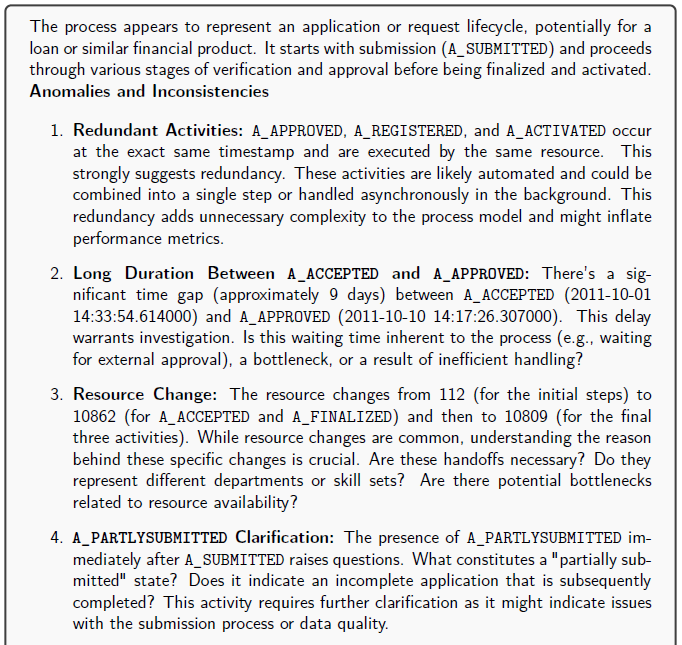 The process appears to represent an application or request lifecycle, potentially for a
loan or similar financial product. It starts with submission (A_SUBMITTED) and proceeds
through various stages of verification and approval before being finalized and activated.
Anomalies and Inconsistencies
1. Redundant Activities: A_APPROVED, A_REGISTERED, and A_ACTIVATED occur
at the exact same timestamp and are executed by the same resource. This
strongly suggests redundancy. These activities are likely automated and could be
combined into a single step or handled asynchronously in the background. This
redundancy adds unnecessary complexity to the process model and might inflate
performance metrics.
2. Long Duration Between A_ACCEPTED and A_APPROVED: There's a sig-
nificant time gap (approximately 9 days) between A_ACCEPTED (2011-10-01
14:33:54.614000) and A_APPROVED (2011-10-10 14:17:26.307000). This delay
warrants investigation. Is this waiting time inherent to the process (e.g., waiting
for external approval), a bottleneck, or a result of inefficient handling?
3. Resource Change: The resource changes from 112 (for the initial steps) to
10862 (for A_ACCEPTED and A_FINALIZED) and then to 10809 (for the final
three activities). While resource changes are common, understanding the reason
behind these specific changes is crucial. Are these handoffs necessary? Do they
represent different departments or skill sets? Are there potential bottlenecks
related to resource availability?
4. A_PARTLYSUBMITTED Clarification: The presence of A_PARTLYSUBMITTED im-
mediately after A_SUBMITTED raises questions. What constitutes a "partially sub-
mitted" state? Does it indicate an incomplete application that is subsequently
completed? This activity requires further clarification as it might indicate issues
with the submission process or data quality.